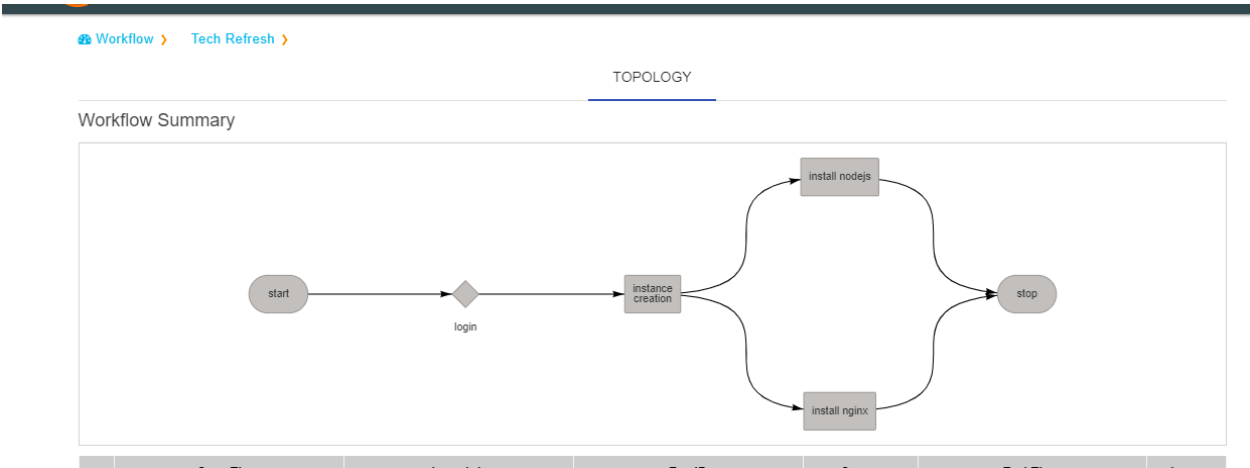 Workflow ❯ Tech Refresh ❯
TOPOLOGY
Workflow Summary
install nodejs
start
login
instance
creation
stop
install nginx